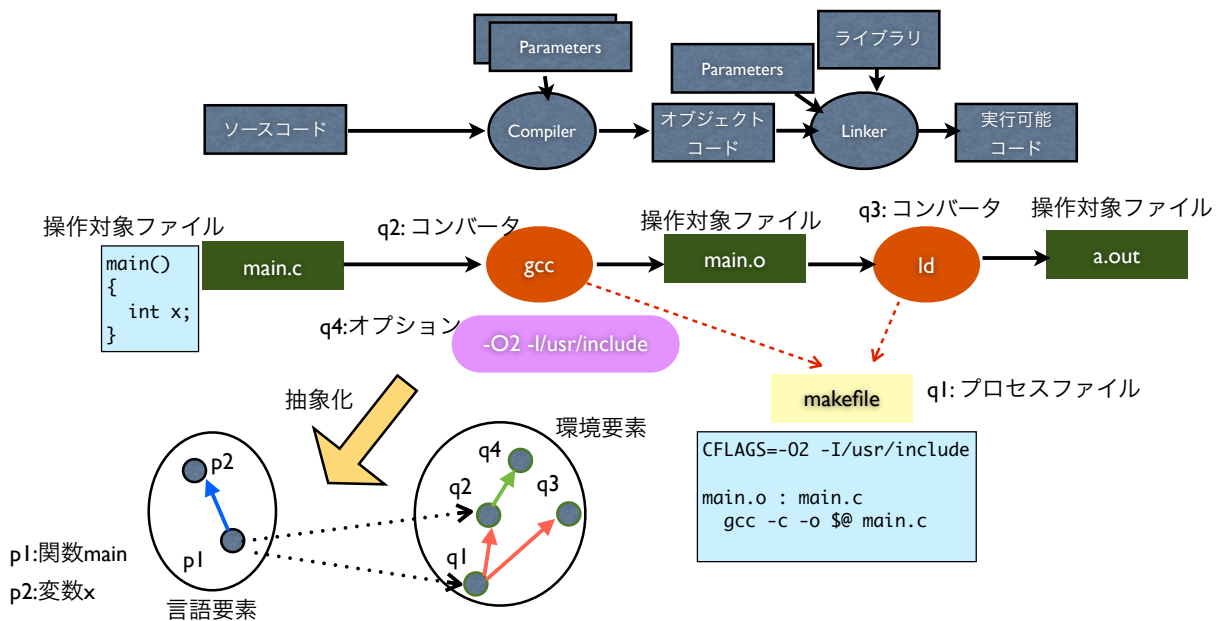 Parameters
ライブラリ
Parameters
ソースコード
Compiler
オブジェクト
コード
Linker
実行可能
コード
操作対象ファイル
q2: コンバータ
操作対象ファイル
q3: コンバータ
操作対象ファイル
main()
{
int x;
}
main.c
gcc
main.o
ld
a.out
q4:オプション
-O2 -I/usr/include
makefile
q1: プロセスファイル
抽象化
環境要素
CFLAGS=-O2 -I/usr/include
main.o : main.c
gcc -c -o $@ main.c
p2
p1
q4
q2
q3
q1
p1:関数main
p2:変数x
言語要素